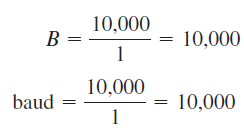 B = 10,000 / 1 = 10,000
baud = 10,000 / 1 = 10,000